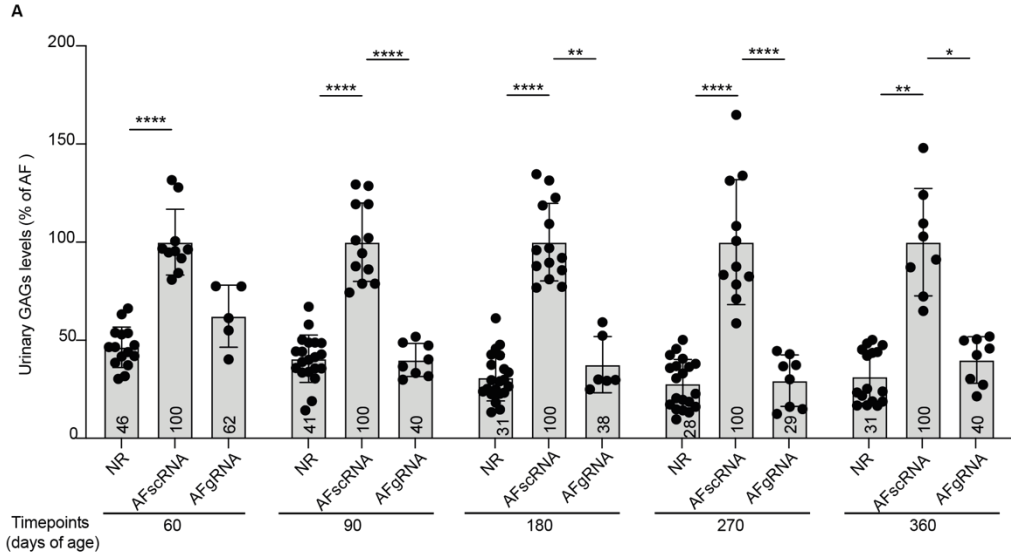 A
Urinary GAGs levels (% of AF )
200
150
100
50
0
**** **** **** **** ** **** **** **** ** *
46 100 62 41 100 40 31 100 38 28 100 29 31 100 40
NR AFscRNA AFgRNA NR AFscRNA AFgRNA NR AFscRNA AFgRNA NR AFscRNA AFgRNA NR AFscRNA AFgRNA
Timepoints 60 90 180 270 360
(days of age)